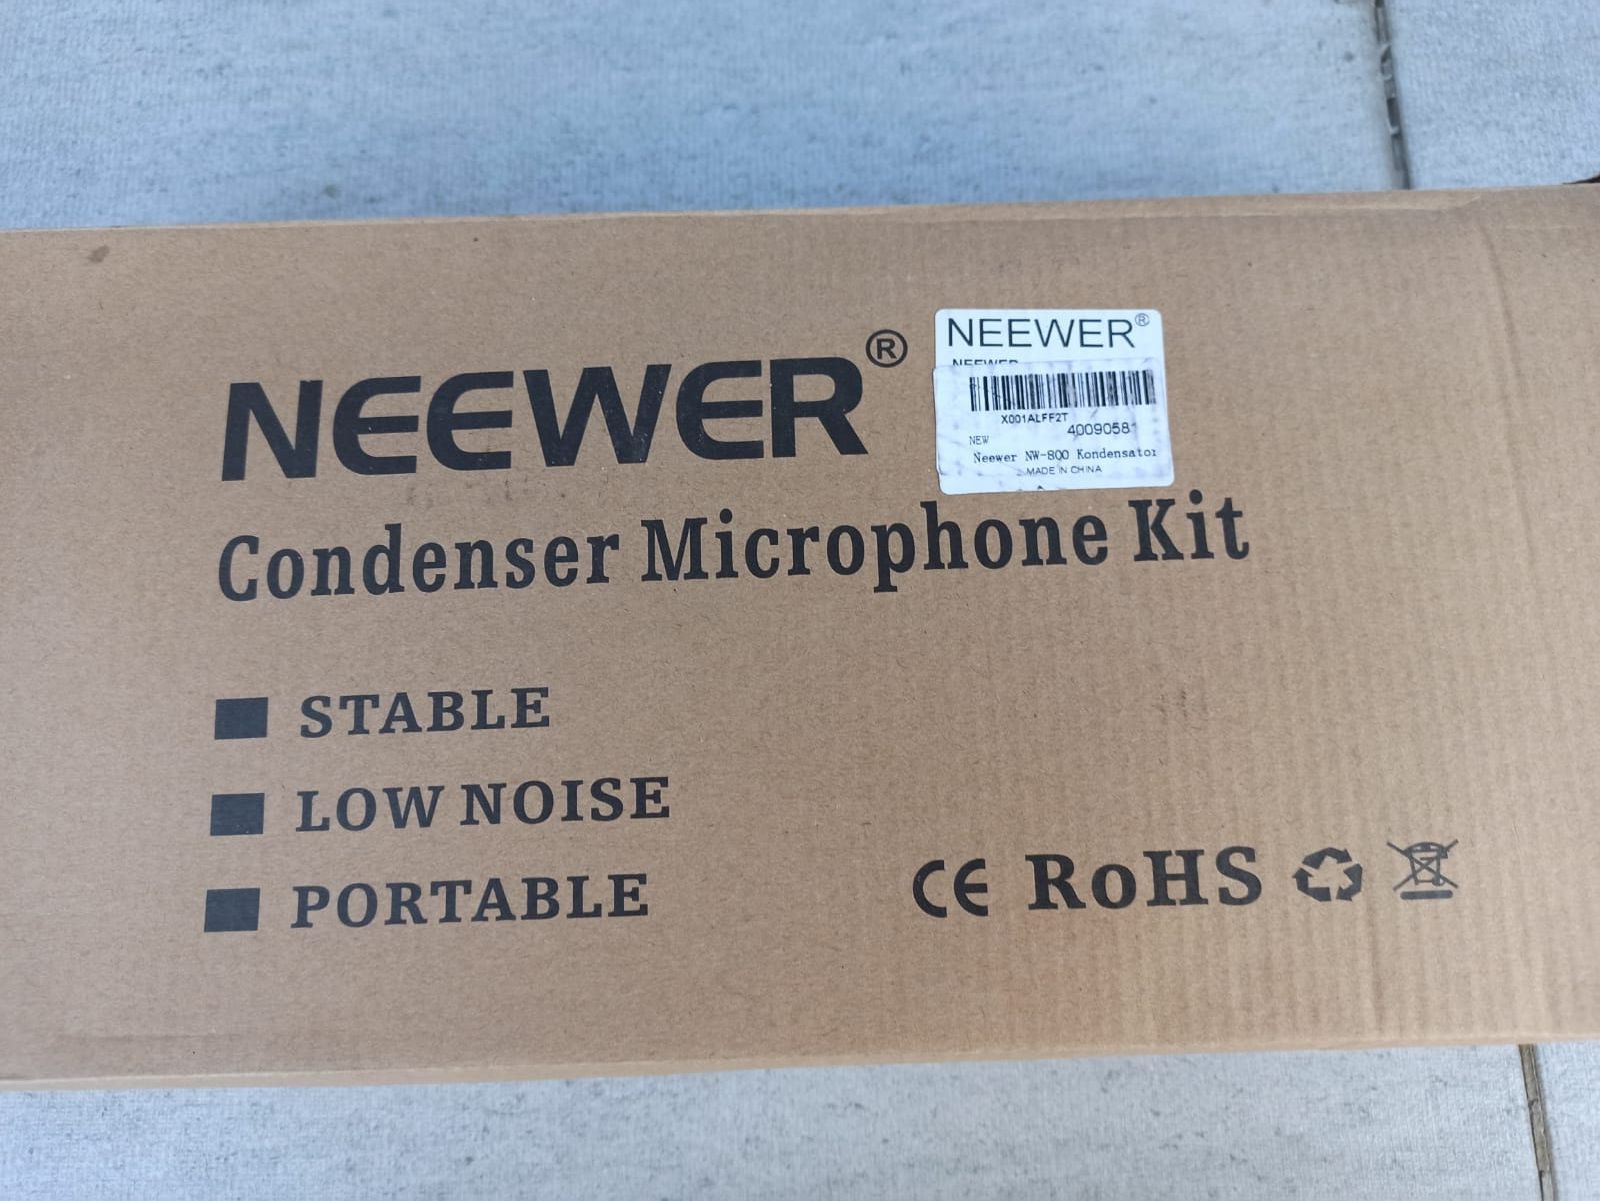 NEEWER®
Condenser Microphone Kit
NEEWER®
NEEWER
X001ALFF2T
4009058
NEW
Neewer NW-800 Kondensator
MADE IN CHINA
STABLE
LOW NOISE
PORTABLE
CE RoHS